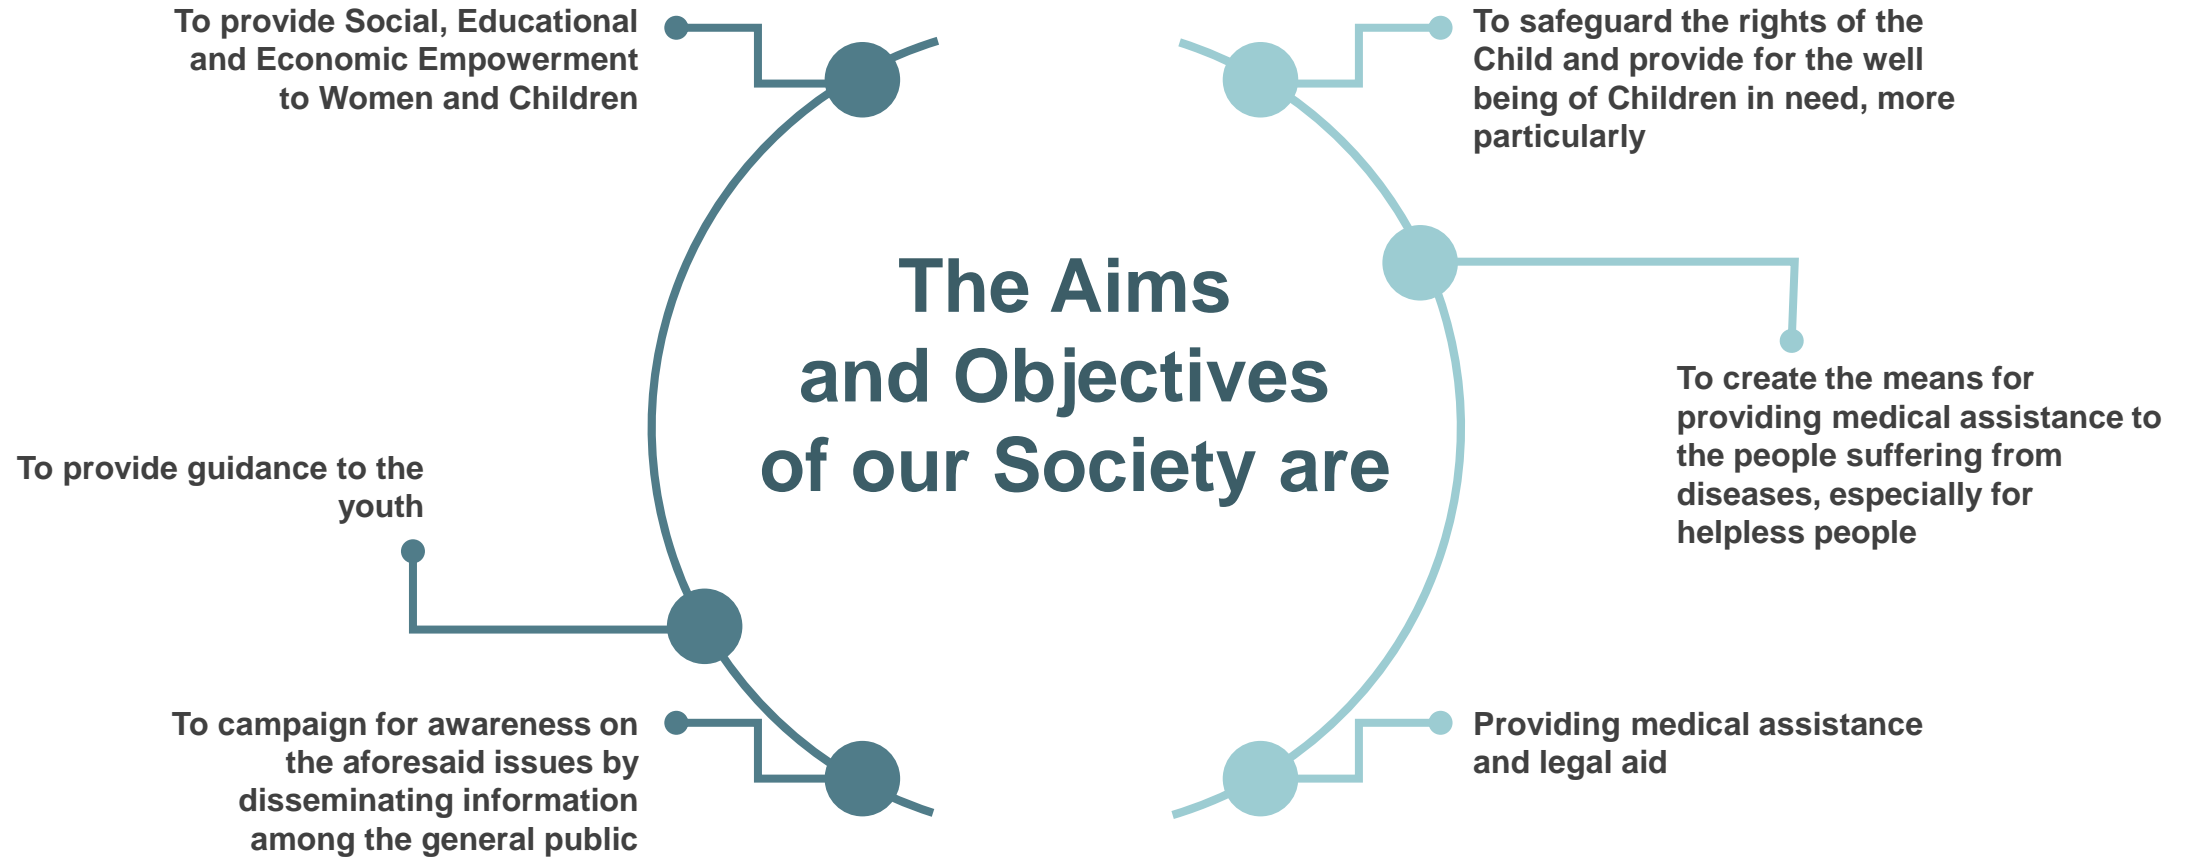 To provide Social, Educational
and Economic Empowerment
to Women and Children
To safeguard the rights of the
Child and provide for the well
being of Children in need, more
particularly
The Aims
and Objectives
of our Society are
To create the means for
providing medical assistance to
the people suffering from
diseases, especially for
helpless people
To provide guidance to the
youth
To campaign for awareness on
the aforesaid issues by
disseminating information
among the general public
Providing medical assistance
and legal aid